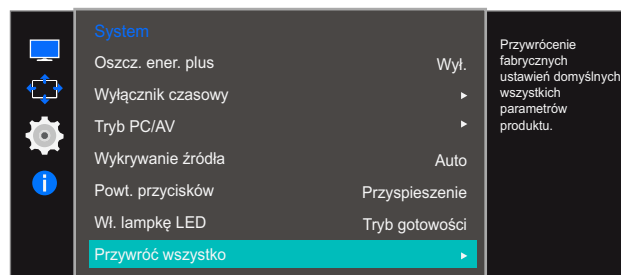 System
Oszcz. ener. plus Wył.
Wyłącznik czasowy
Tryb PC/AV
Wykrywanie źródła Auto
Powt. przycisków Przyspieszenie
Wł. lampkę LED Tryb gotowości
Przywróć wszystko
Przywrócenie
fabrycznych
ustawień domyślnych
wszystkich
parametrów
produktu.